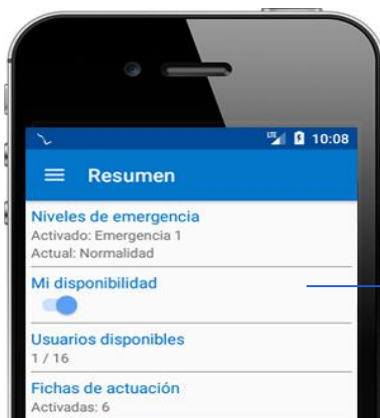 LTE 10:08
Resumen
Niveles de emergencia
Activado: Emergencia 1
Actual: Normalidad
Mi disponibilidad
Usuarios disponibles
1 / 16
Fichas de actuación
Activadas: 6